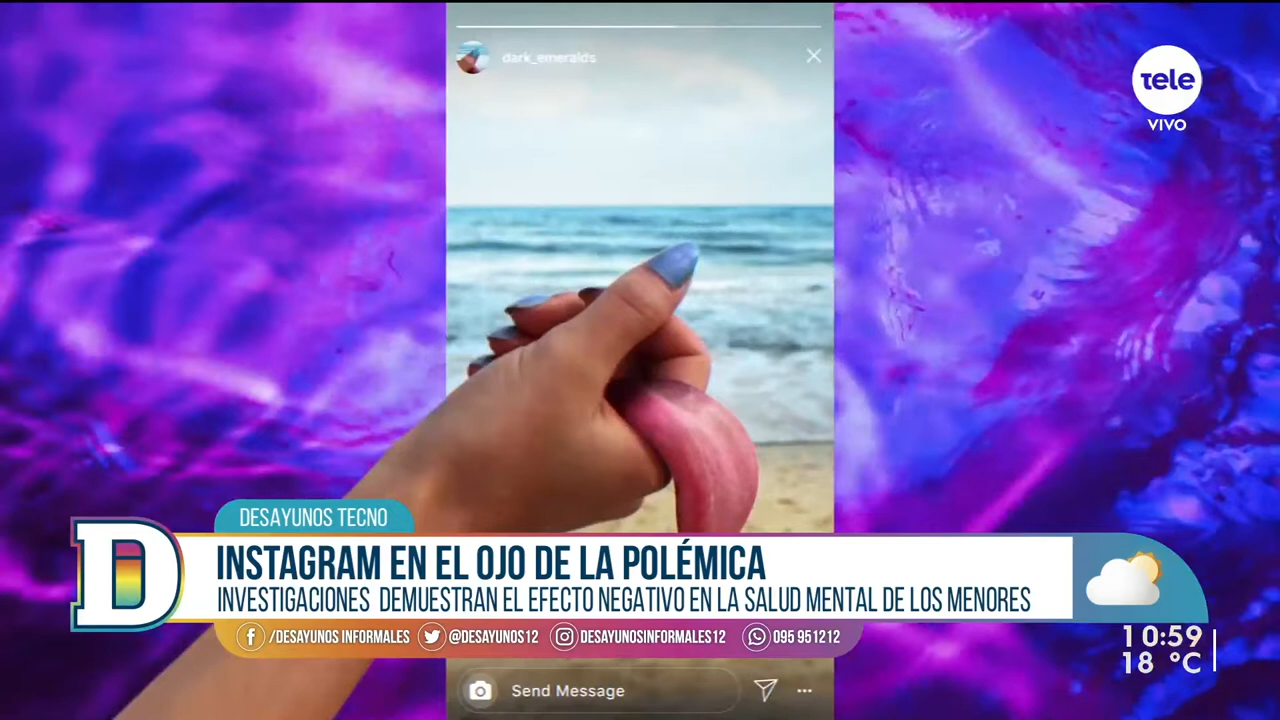 dark_emeralds
tele
VIVO
DESAYUNOS TECNO
D
INSTAGRAM EN EL OJO DE LA POLÉMICA
INVESTIGACIONES DEMUESTRAN EL EFECTO NEGATIVO EN LA SALUD MENTAL DE LOS MENORES
/DESAYUNOS INFORMALES @DESAYUNOS12 DESAYUNOSINFORMALES12 095 951212
10:59
18 °C
Send Message